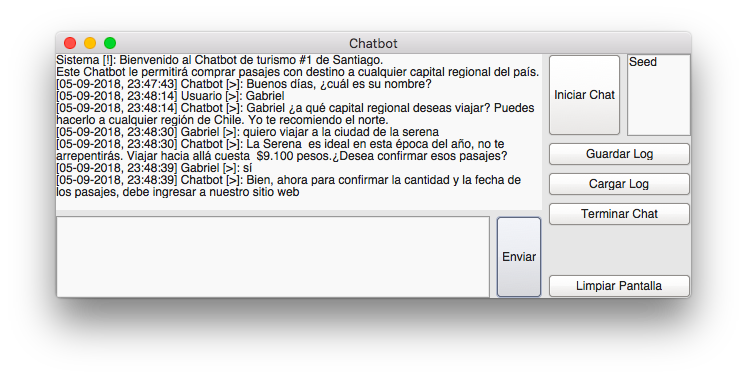 Chatbot
Sistema [!]: Bienvenido al Chatbot de turismo #1 de Santiago.
Este Chatbot le permitirá comprar pasajes con destino a cualquier capital regional del país.
[05-09-2018, 23:47:43] Chatbot [>]: Buenos días, ¿cuál es su nombre?
[05-09-2018, 23:48:14] Usuario [>]: Gabriel
[05-09-2018, 23:48:14] Chatbot [>]: Gabriel ¿a qué capital regional deseas viajar? Puedes
hacerlo a cualquier región de Chile. Yo te recomiendo el norte.
[05-09-2018, 23:48:30] Gabriel [>]: quiero viajar a la ciudad de la serena
[05-09-2018, 23:48:30] Chatbot [>]: La Serena  es ideal en esta época del año, no te
arrepentirás. Viajar hacia allá cuesta  $9.100 pesos.¿Desea confirmar esos pasajes?
[05-09-2018, 23:48:39] Gabriel [>]: sí
[05-09-2018, 23:48:39] Chatbot [>]: Bien, ahora para confirmar la cantidad y la fecha de
los pasajes, debe ingresar a nuestro sitio web
Enviar
Iniciar Chat
Seed
Guardar Log
Cargar Log
Terminar Chat
Limpiar Pantalla